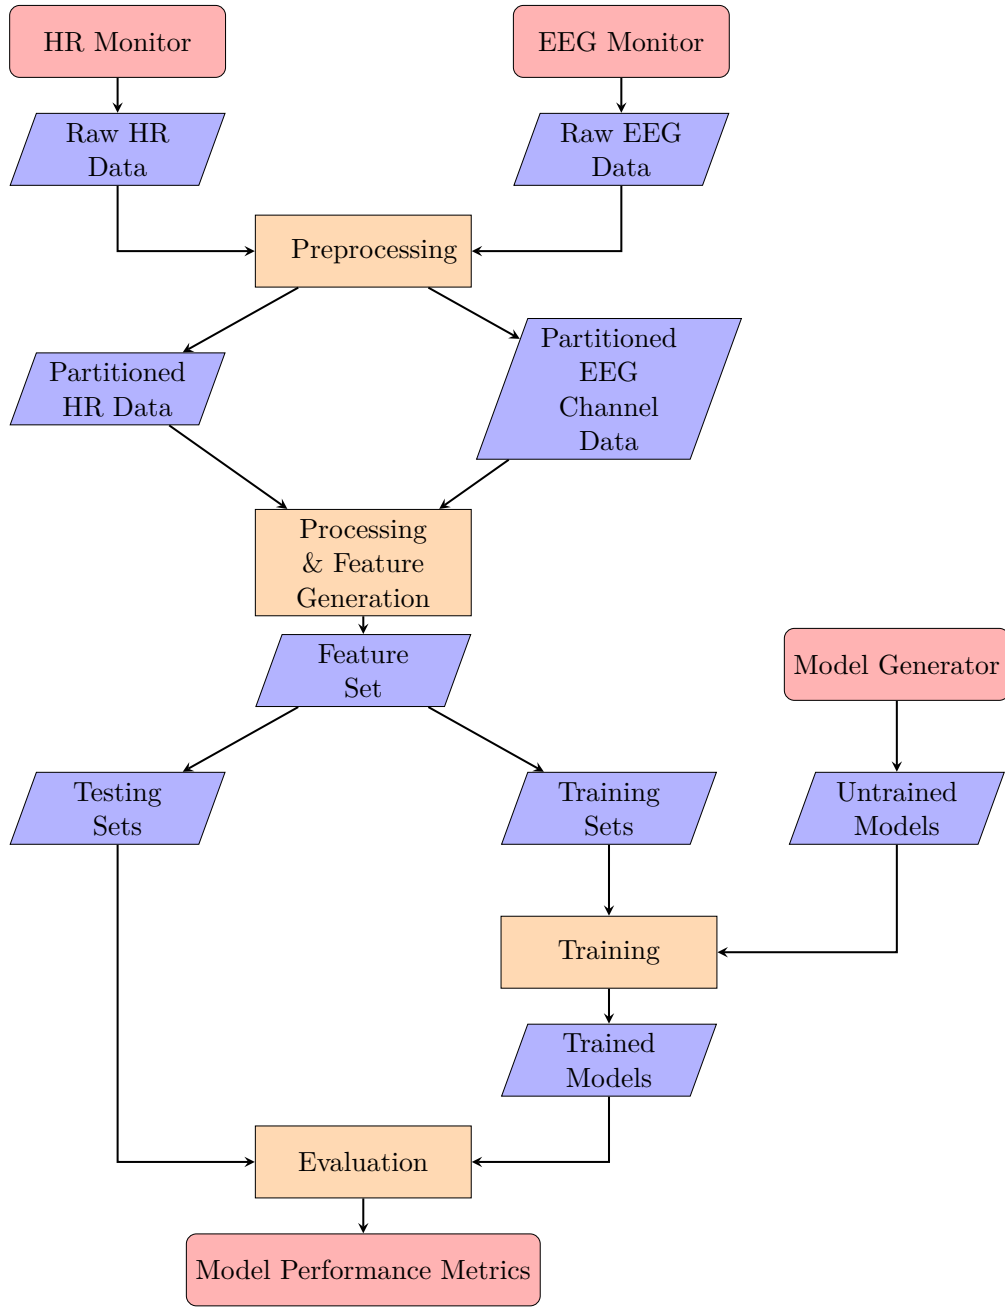 HR Monitor
EEG Monitor
Raw HR
Data
Raw EEG
Data
Preprocessing
Partitioned
HR Data
Partitioned
EEG
Channel
Data
Processing
& Feature
Generation
Feature
Set
Model Generator
Testing
Sets
Training
Sets
Untrained
Models
Training
Trained
Models
Evaluation
Model Performance Metrics